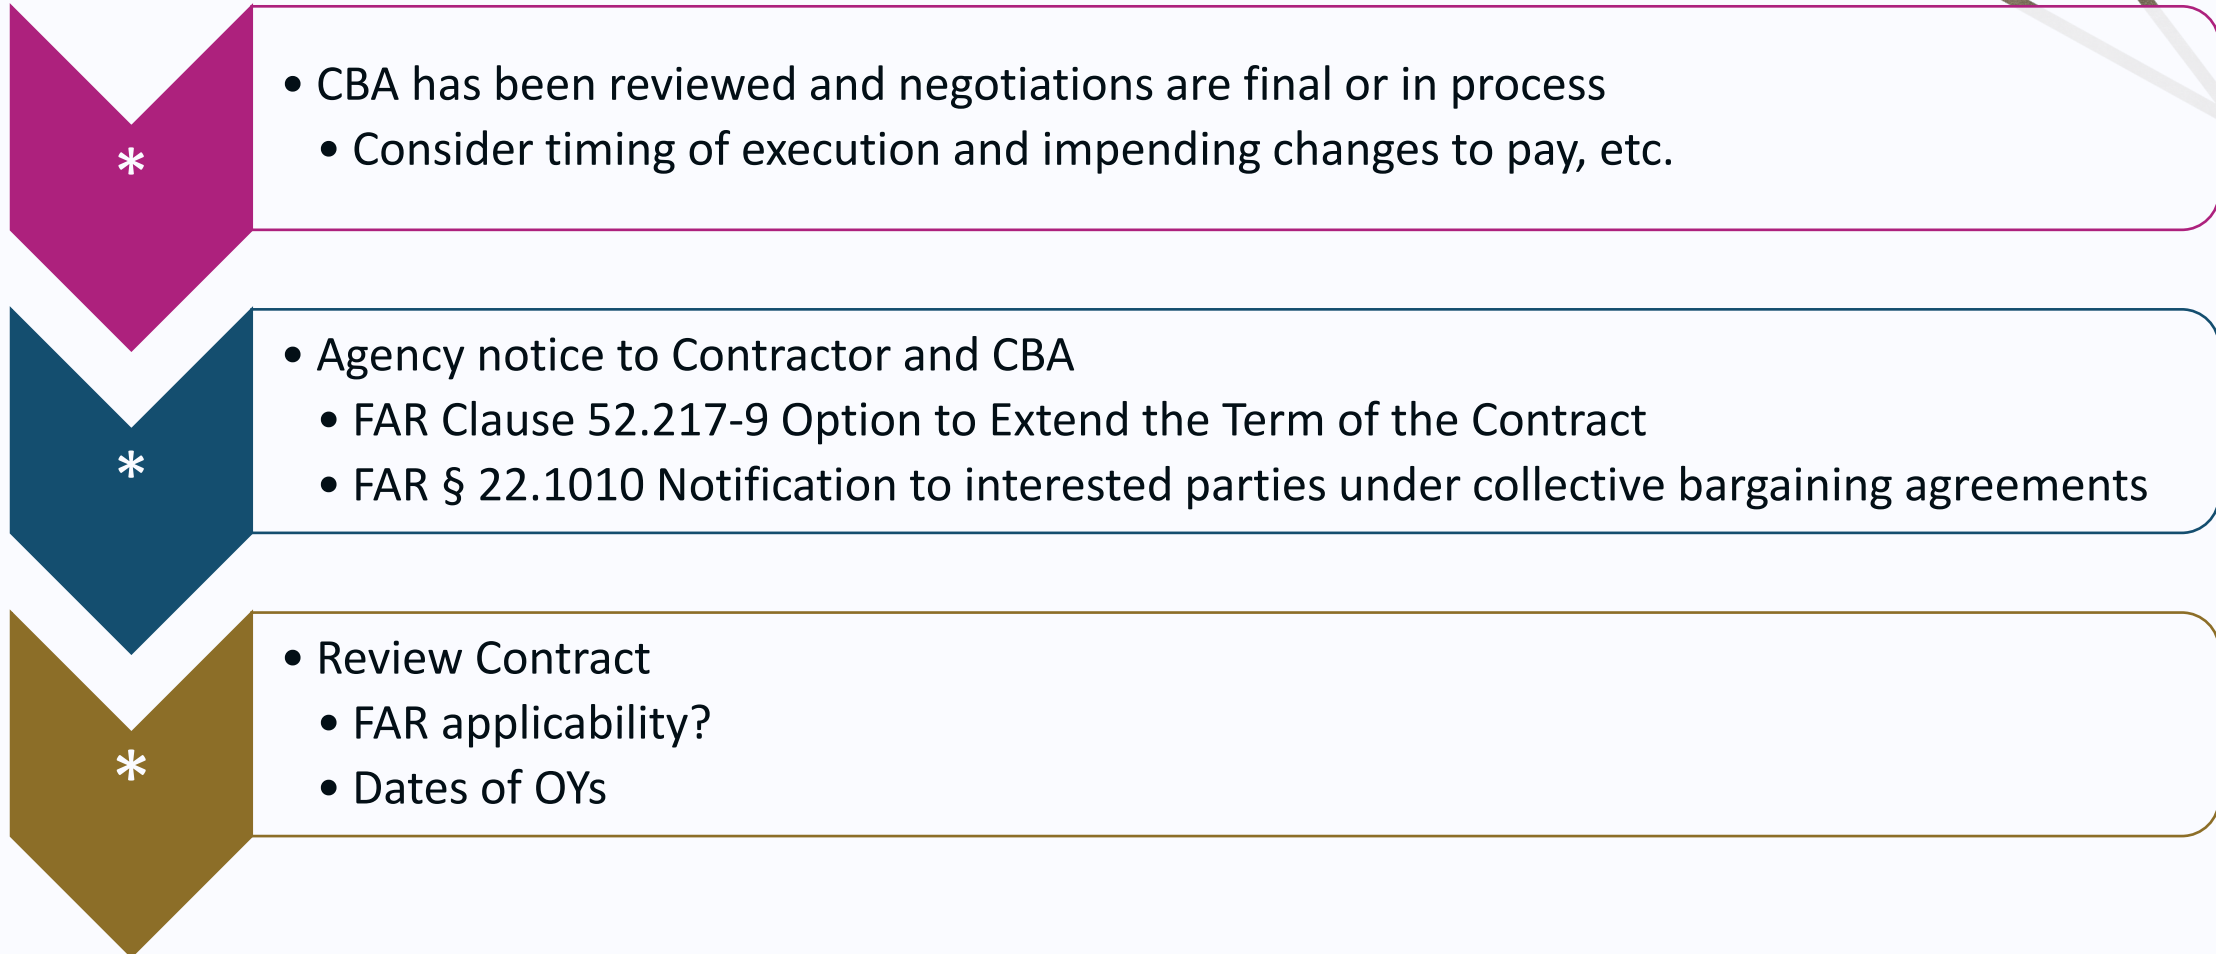 *
• CBA has been reviewed and negotiations are final or in process
• Consider timing of execution and impending changes to pay, etc.
*
• Agency notice to Contractor and CBA
• FAR Clause 52.217-9 Option to Extend the Term of the Contract
• FAR § 22.1010 Notification to interested parties under collective bargaining agreements
*
• Review Contract
• FAR applicability?
• Dates of OYs